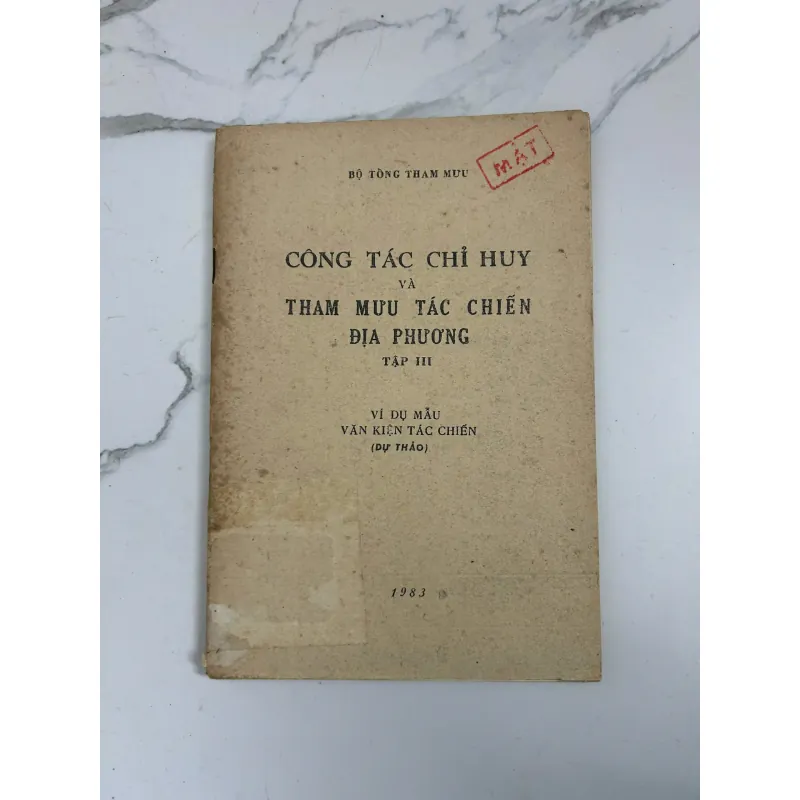 BỘ TỔNG THAM MƯU
MẬT
CÔNG TÁC CHỈ HUY
VÀ
THAM MƯU TÁC CHIẾN
ĐỊA PHƯƠNG
TẬP III
VÍ DỤ MẪU
VĂN KIỆN TÁC CHIẾN
(DỰ THẢO)
1983